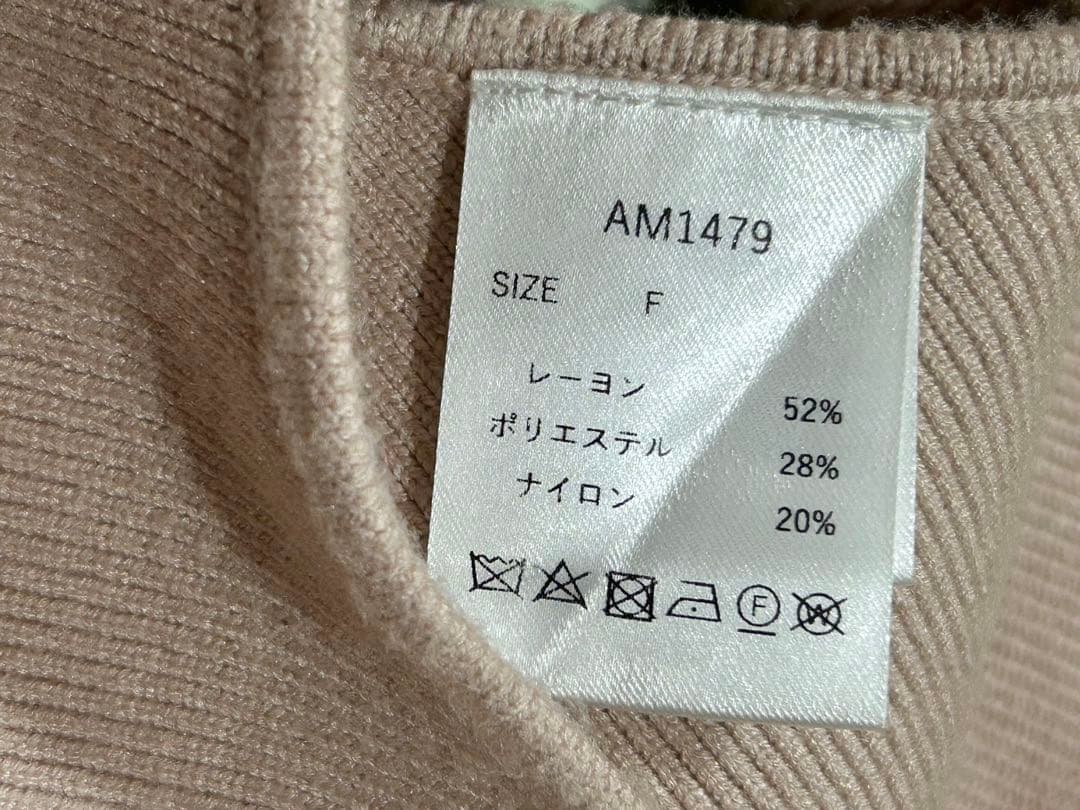 AM1479
SIZE F
レーヨン 52%
ポリエステル 28%
ナイロン 20%
F W